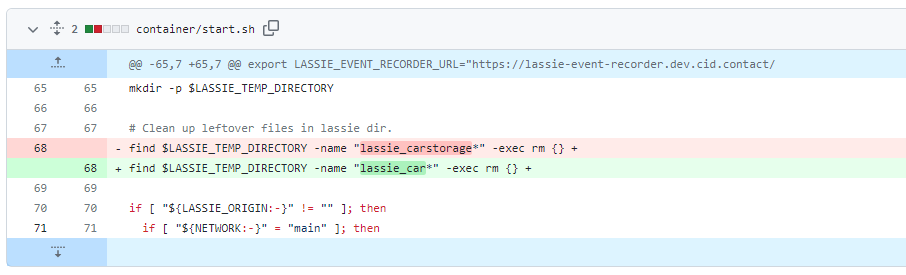 2 container/start.sh
@@ -65,7 +65,7 @@ export LASSIE_EVENT_RECORDER_URL="https://lassie-event-recorder.dev.cid.contact/
65 65 mkdir -p $LASSIE_TEMP_DIRECTORY
66 66
67 67 # Clean up leftover files in lassie dir.
68 - find $LASSIE_TEMP_DIRECTORY -name "lassie_carstorage*" -exec rm {} +
68 + find $LASSIE_TEMP_DIRECTORY -name "lassie_car*" -exec rm {} +
69 69
70 70 if [ "${LASSIE_ORIGIN:-}" != "" ]; then
71 71 if [ "${NETWORK:-}" = "main" ]; then